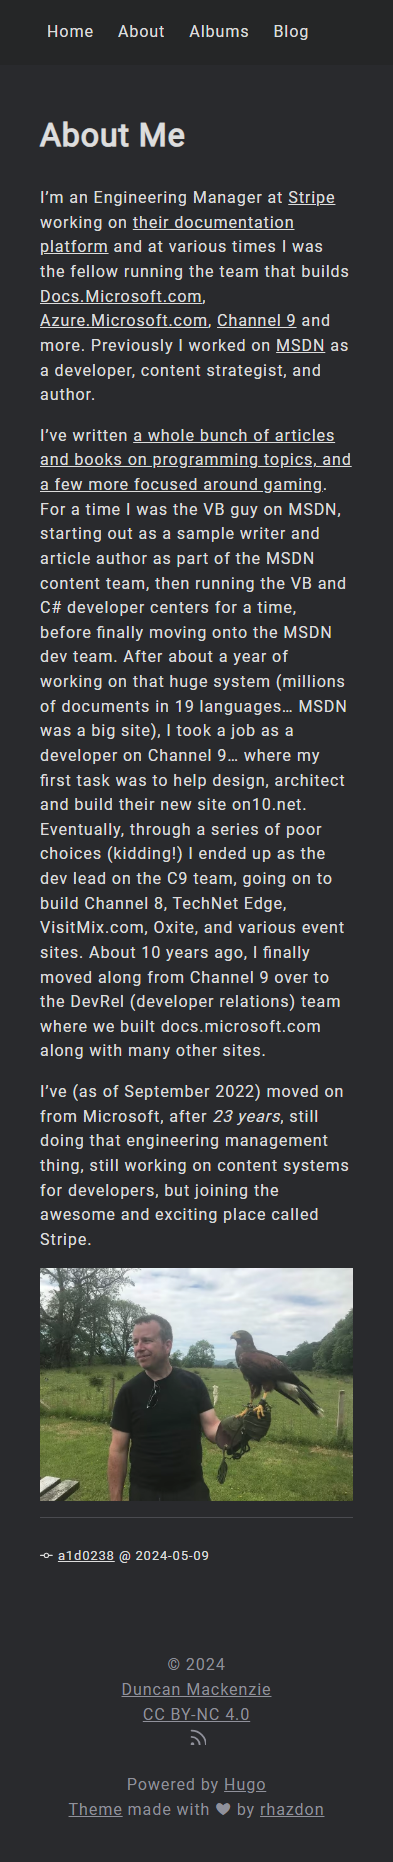 Home About Albums Blog
About Me
I’m an Engineering Manager at Stripe
working on their documentation
platform and at various times I was
the fellow running the team that builds
Docs.Microsoft.com,
Azure.Microsoft.com, Channel 9 and
more. Previously I worked on MSDN as
a developer, content strategist, and
author.
I’ve written a whole bunch of articles
and books on programming topics, and
a few more focused around gaming.
For a time I was the VB guy on MSDN,
starting out as a sample writer and
article author as part of the MSDN
content team, then running the VB and
C# developer centers for a time,
before finally moving onto the MSDN
dev team. After about a year of
working on that huge system (millions
of documents in 19 languages… MSDN
was a big site), I took a job as a
developer on Channel 9… where my
first task was to help design, architect
and build their new site on10.net.
Eventually, through a series of poor
choices (kidding!) I ended up as the
dev lead on the C9 team, going on to
build Channel 8, TechNet Edge,
VisitMix.com, Oxite, and various event
sites. About 10 years ago, I finally
moved along from Channel 9 over to
the DevRel (developer relations) team
where we built docs.microsoft.com
along with many other sites.
I’ve (as of September 2022) moved on
from Microsoft, after 23 years, still
doing that engineering management
thing, still working on content systems
for developers, but joining the
awesome and exciting place called
Stripe.
a1d0238 @ 2024-05-09
© 2024
Duncan Mackenzie
CC BY-NC 4.0
Powered by Hugo
Theme made with ♥ by rhazdon